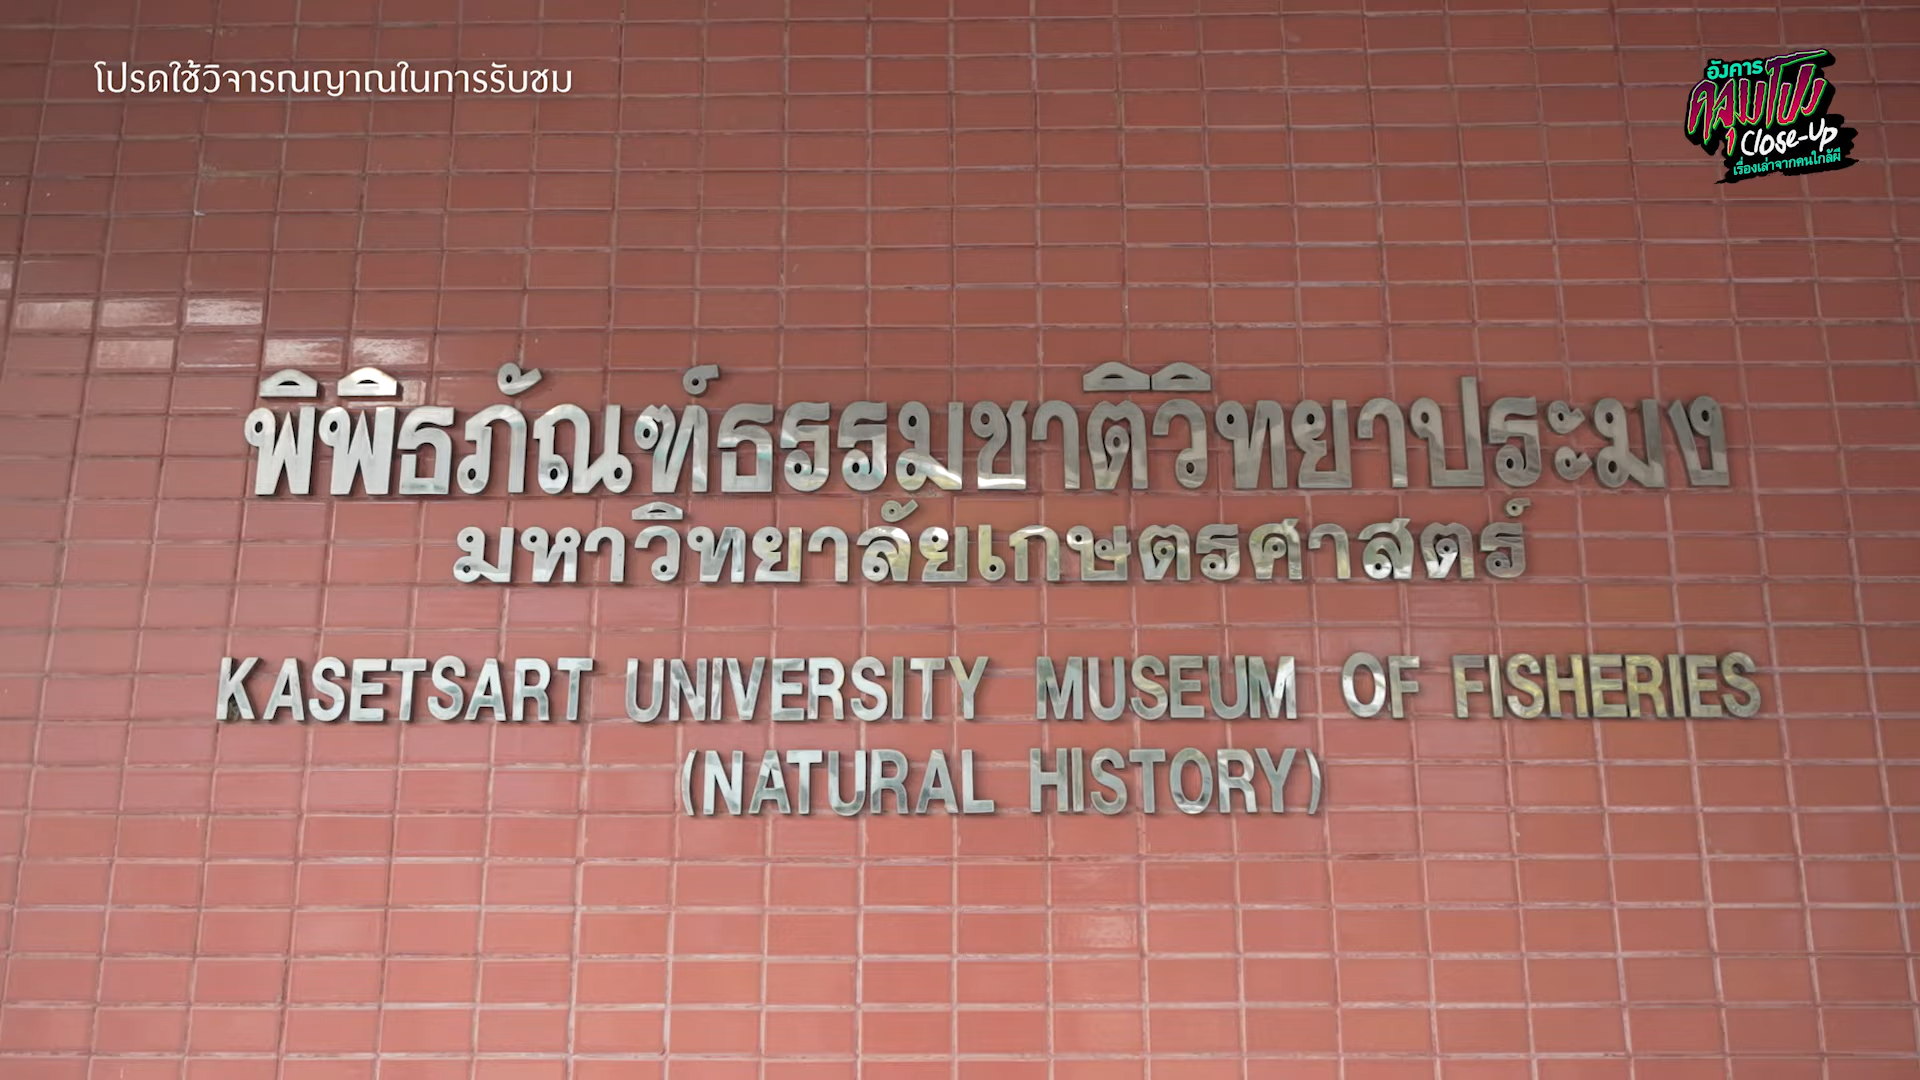 โปรดใช้วิจารณญาณในการรับชม
อังคาร
คลุมโปง
Close-Up
เรื่องเล่าจากคนใกล้ผี
พิพิธภัณฑ์ธรรมชาติวิทยาประมง
มหาวิทยาลัยเกษตรศาสตร์
KASETSART UNIVERSITY MUSEUM OF FISHERIES
(NATURAL HISTORY)